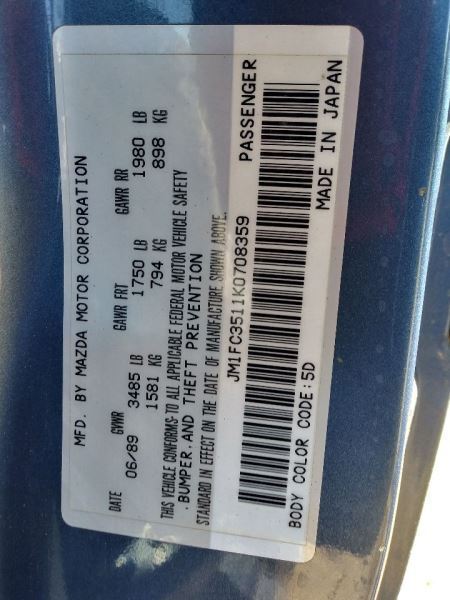 MFD. BY MAZDA MOTOR CORPORATION
DATE GVWR GAWR FRT GAWR RR
06/89 3485 LB 1750 LB 1980 LB
1581 KG 794 KG 898 KG
THIS VEHICLE CONFORMS TO ALL APPLICABLE FEDERAL MOTOR VEHICLE SAFETY
, BUMPER, AND THEFT PREVENTION
STANDARD IN EFFECT ON THE DATE OF MANUFACTURE SHOWN ABOVE.
JM1FC3511K0708359 PASSENGER
BODY COLOR CODE:5D MADE IN JAPAN